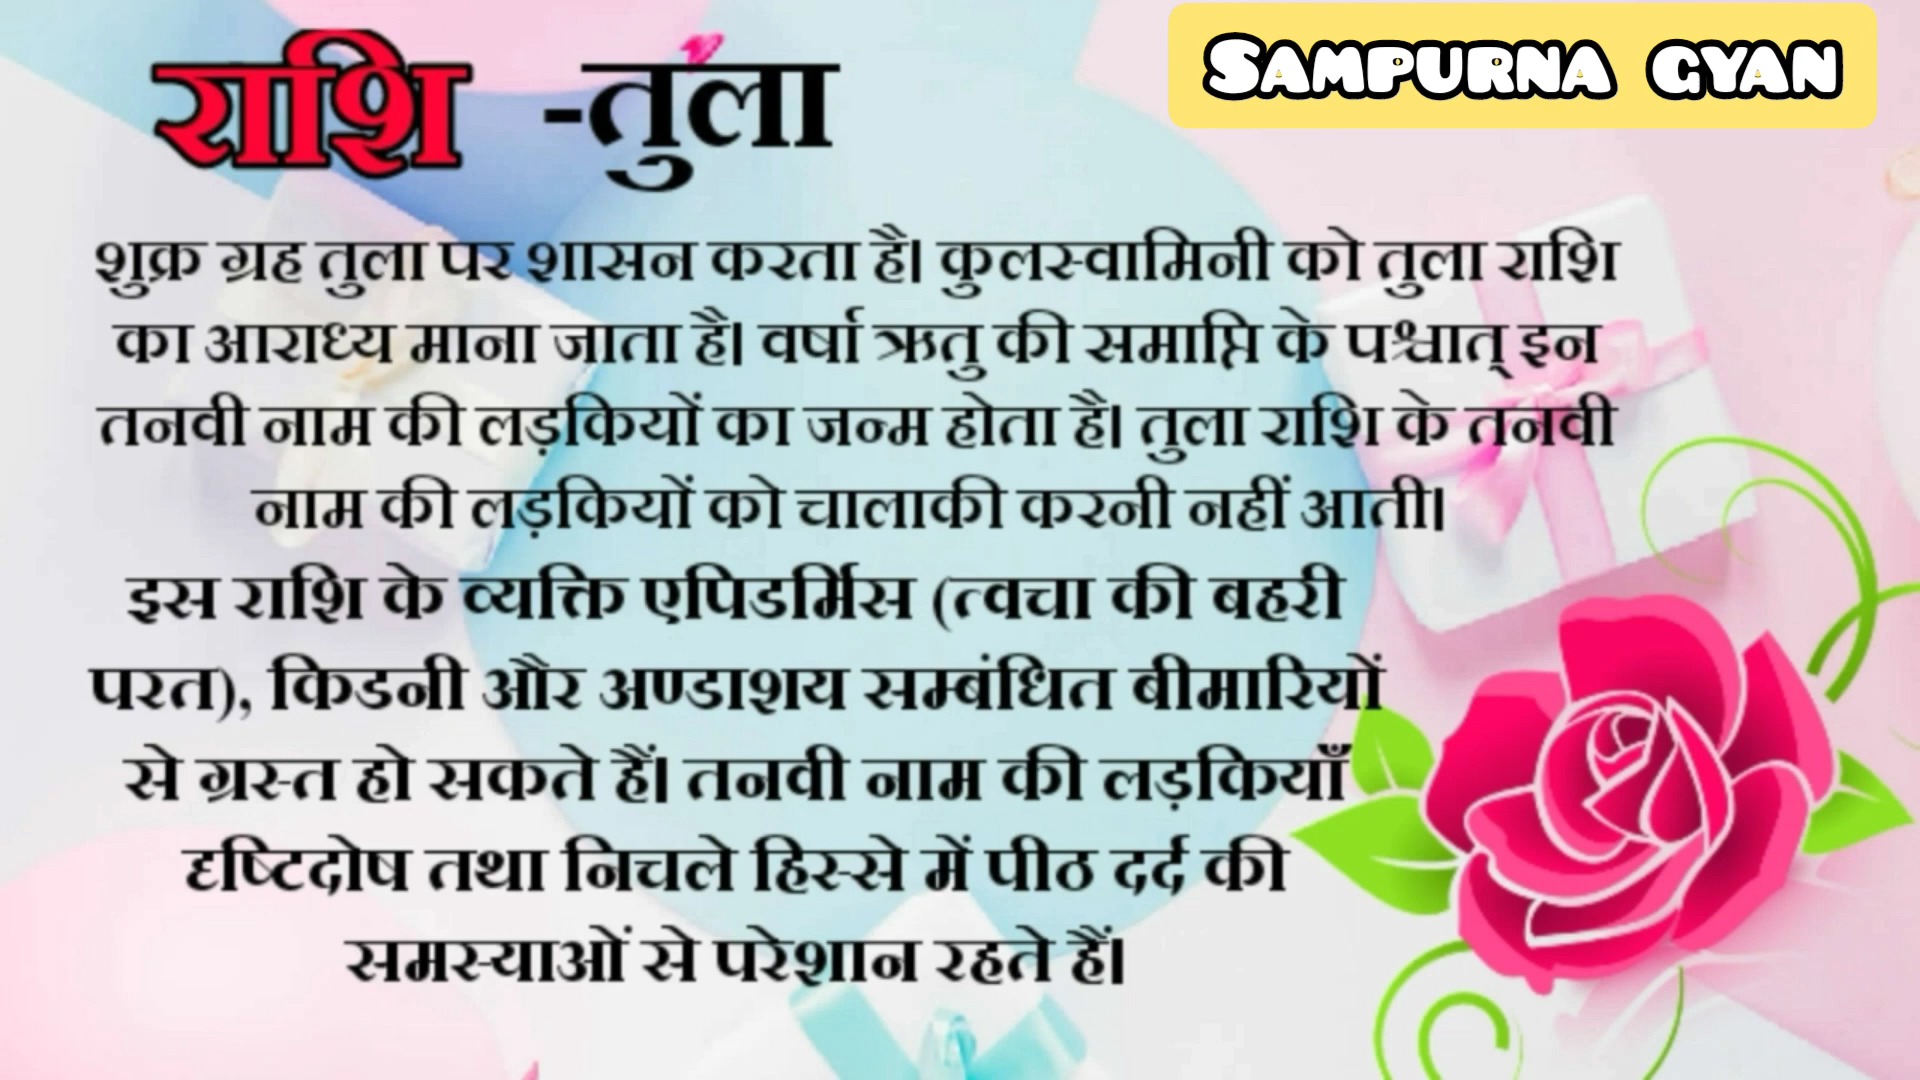 राशि -तुला
SAMPURNA GYAN
शुक्र ग्रह तुला पर शासन करता है। कुलस्वामिनी को तुला राशि
का आराध्य माना जाता है। वर्षा ऋतु की समाप्ति के पश्चात् इन
तनवी नाम की लड़कियों का जन्म होता है। तुला राशि के तनवी
नाम की लड़कियों को चालाकी करनी नहीं आती।
इस राशि के व्यक्ति एपिडर्मिस (त्वचा की बहरी
परत), किडनी और अण्डाशय सम्बंधित बीमारियों
से ग्रस्त हो सकते हैं। तनवी नाम की लड़कियाँ
दृष्टिदोष तथा निचले हिस्से में पीठ दर्द की
समस्याओं से परेशान रहते हैं।